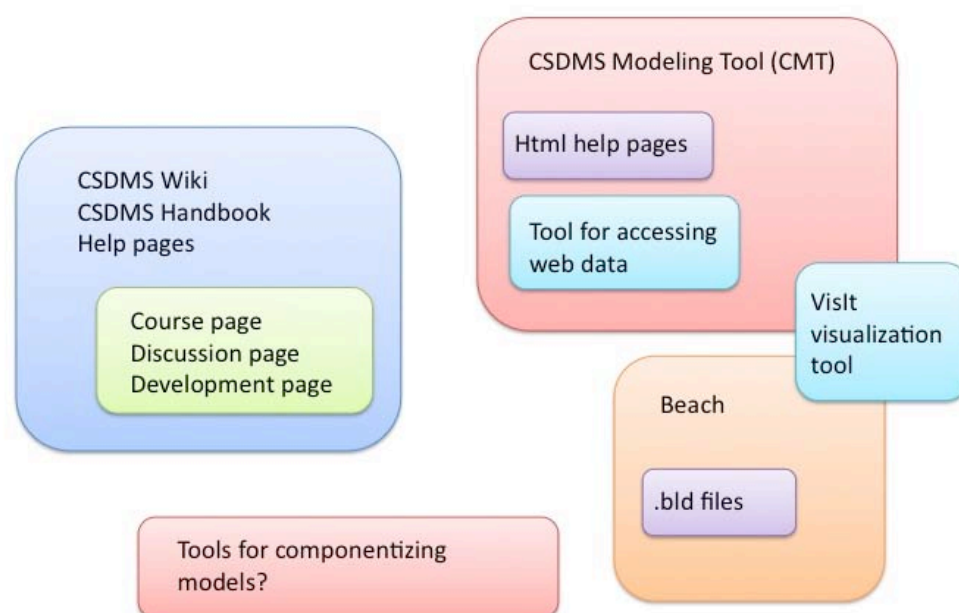 CSDMS Modeling Tool (CMT)
Html help pages
Tool for accessing
web data
CSDMS Wiki
CSDMS Handbook
Help pages
Course page
Discussion page
Development page
VisIt
visualization
tool
Beach
.bld files
Tools for componentizing
models?